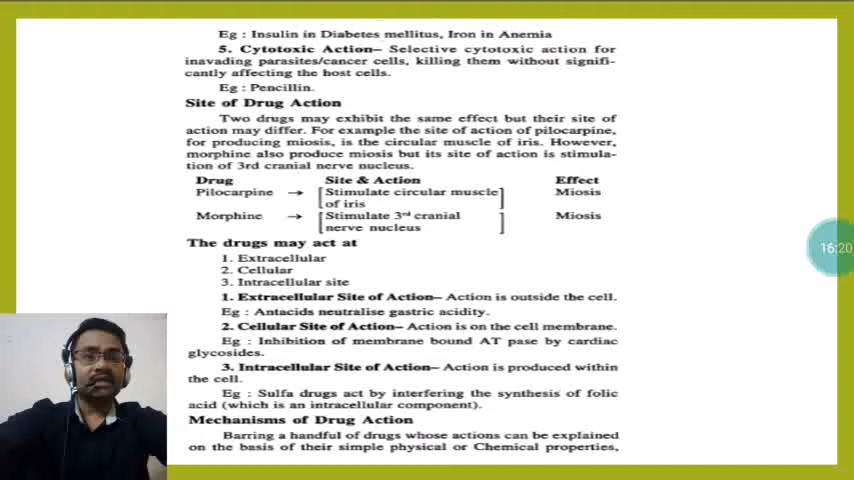 Eg : Insulin in Diabetes mellitus, Iron in Anemia
5. Cytotoxic Action– Selective cytotoxic action for
inavading parasites/cancer cells, killing them without signifi-
cantly affecting the host cells.
Eg : Pencillin.
Site of Drug Action
Two drugs may exhibit the same effect but their site of
action may differ. For example the site of action of pilocarpine,
for producing miosis, is the circular muscle of iris. However,
morphine also produce miosis but its site of action is stimula-
tion of 3rd cranial nerve nucleus.
Drug Site & Action Effect
Pilocarpine → [Stimulate circular muscle] Miosis
of iris
Morphine → [Stimulate 3rd cranial ] Miosis
nerve nucleus
The drugs may act at
1. Extracellular
2. Cellular
3. Intracellular site
16:20
1. Extracellular Site of Action– Action is outside the cell.
Eg : Antacids neutralise gastric acidity.
2. Cellular Site of Action– Action is on the cell membrane.
Eg : Inhibition of membrane bound AT pase by cardiac
glycosides.
3. Intracellular Site of Action– Action is produced within
the cell.
Eg : Sulfa drugs act by interfering the synthesis of folic
acid (which is an intracellular component).
Mechanisms of Drug Action
Barring a handful of drugs whose actions can be explained
on the basis of their simple physical or Chemical properties,